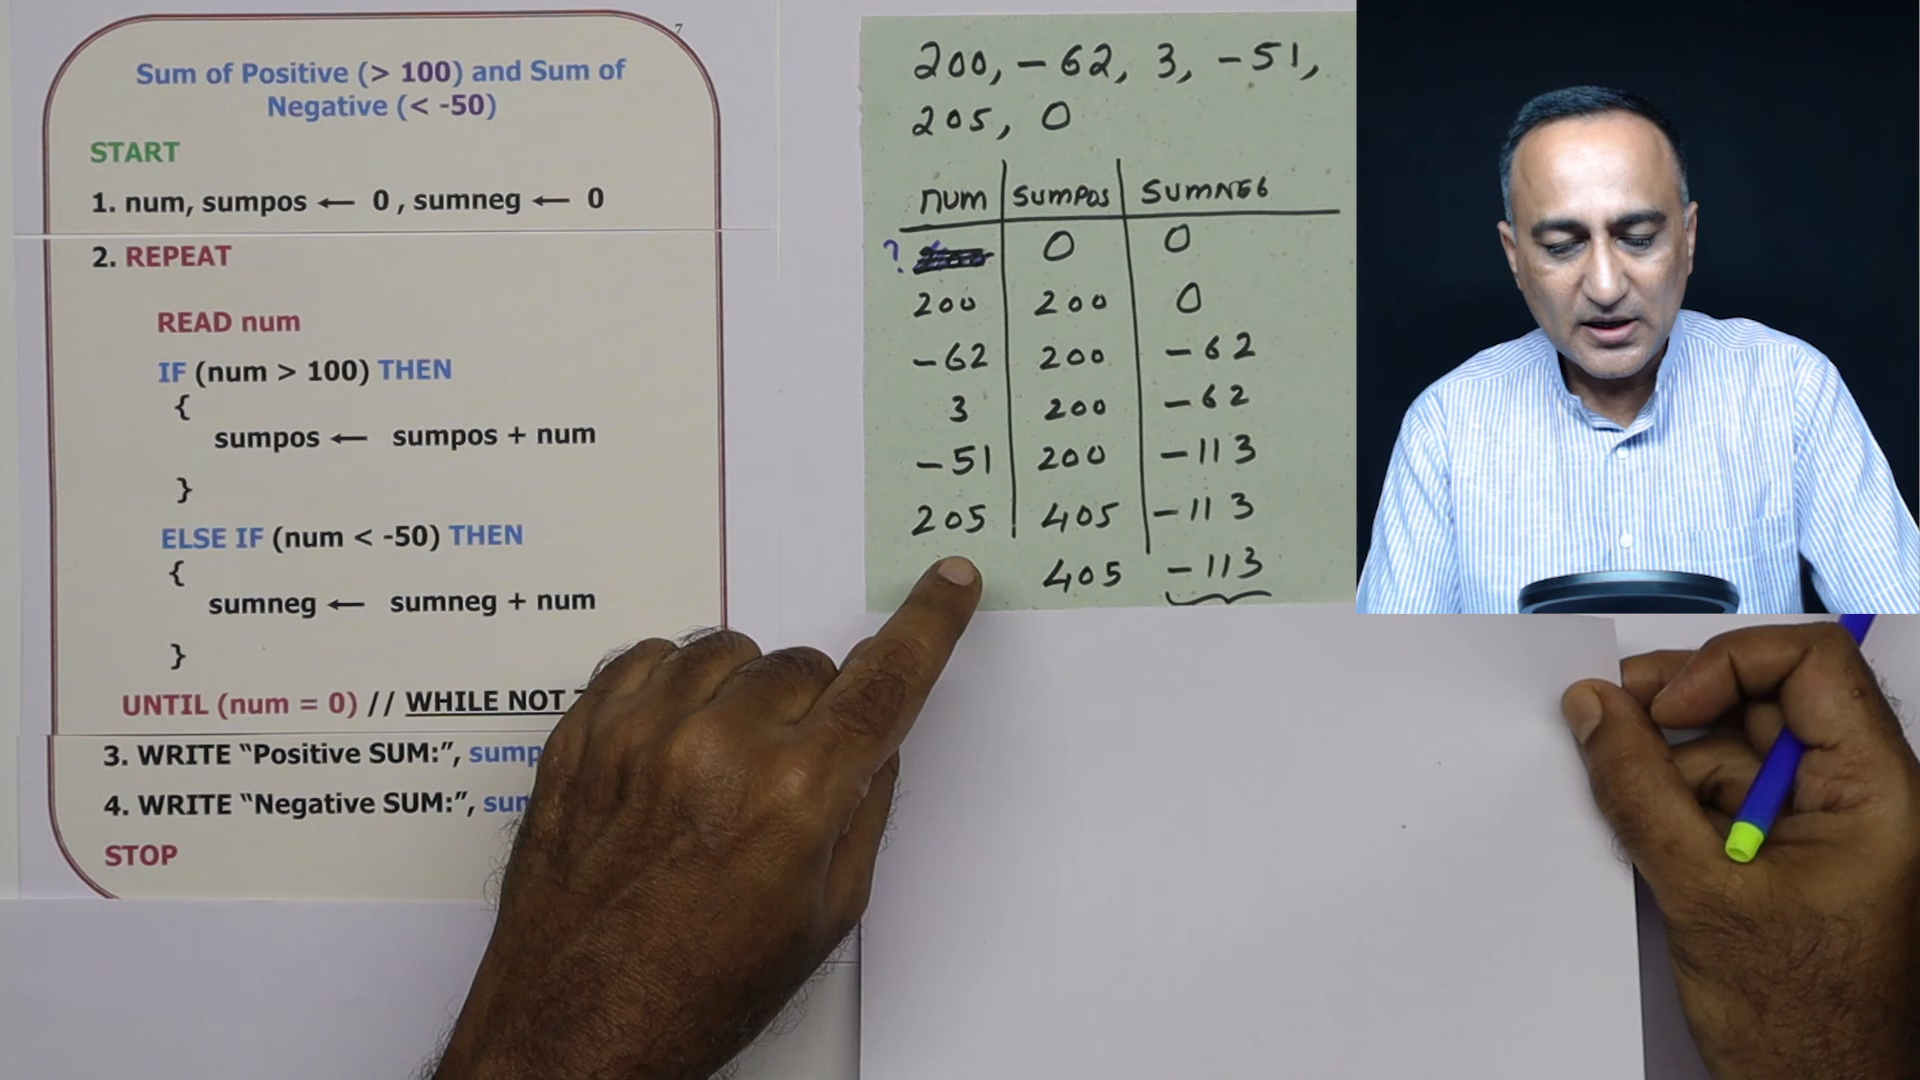 7
Sum of Positive (> 100) and Sum of
Negative (< -50)
START
1. num, sumpos ← 0 , sumneg ← 0
2. REPEAT
READ num
IF (num > 100) THEN
{
sumpos ← sumpos + num
}
ELSE IF (num < -50) THEN
{
sumneg ← sumneg + num
}
UNTIL (num = 0) // WHILE NOT
3. WRITE “Positive SUM:”,
4. WRITE “Negative SUM:”,
STOP
200, -62, 3, -51,
205, 0
num SUMPOS SUMNEG
? 0 0
200 200 0
-62 200 -62
3 200 -62
-51 200 -113
205 405 -113
405 -113